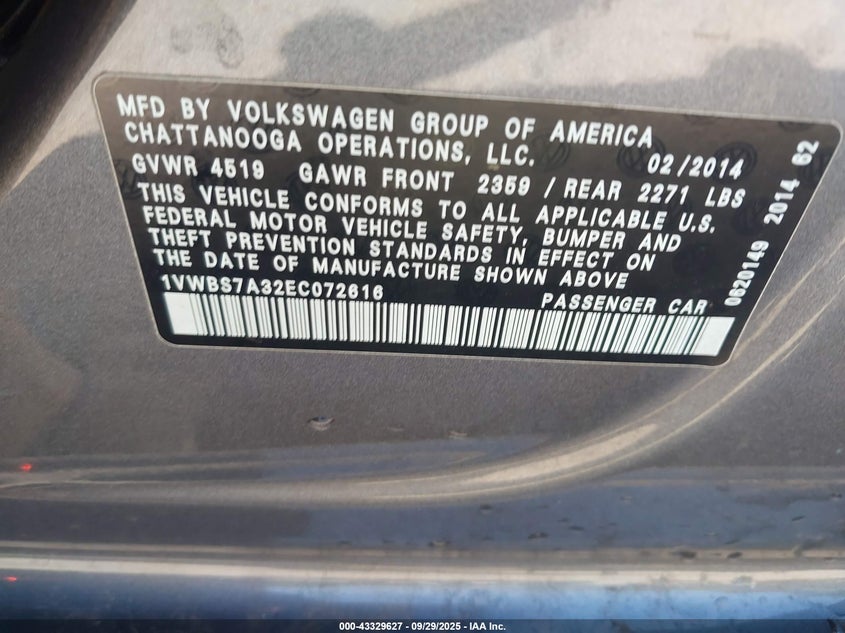 MFD BY VOLKSWAGEN GROUP OF AMERICA
CHATTANOOGA OPERATIONS, LLC. 02/2014
GVWR 4519 GAWR FRONT 2359 / REAR 2271 LBS
THIS VEHICLE CONFORMS TO ALL APPLICABLE U.S.
FEDERAL MOTOR VEHICLE SAFETY, BUMPER AND
THEFT PREVENTION STANDARDS IN EFFECT ON
THE DATE OF MANUFACTURE SHOWN ABOVE
1VWBS7A32EC072616 PASSENGER CAR
0620149 2014 62
000-43329627 - 09/29/2025 - IAA Inc.